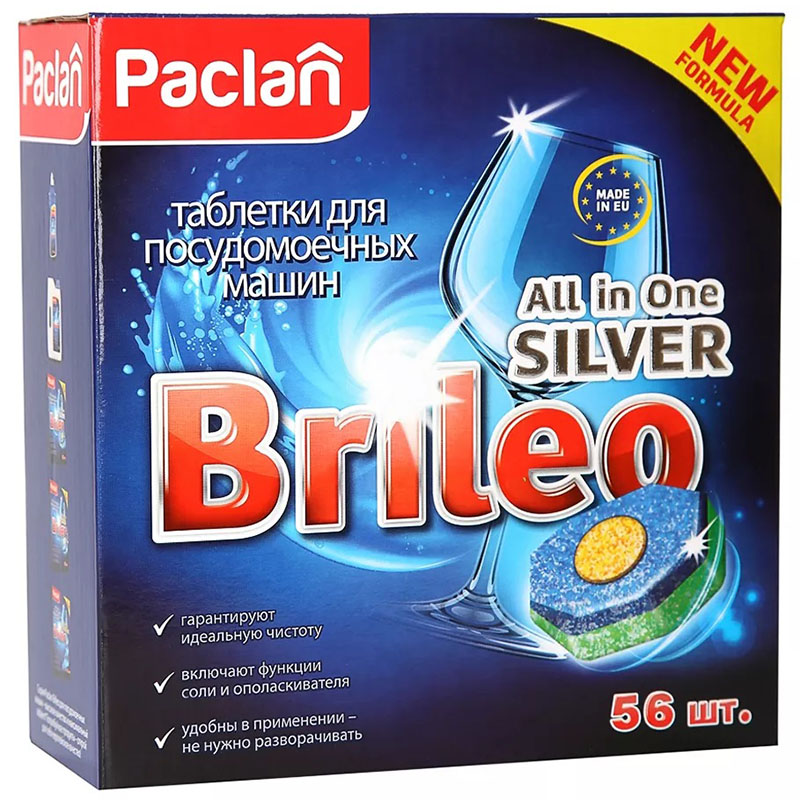 Paclan
Paclan
NEW
FORMULA
MADE
IN EU
таблетки для
посудомоечных
машин
All in One
SILVER
Brileo
✓ гарантируют
идеальную чистоту
✓ включают функции
соли и ополаскивателя
✓ удобны в применении –
не нужно разворачивать
56 шт.